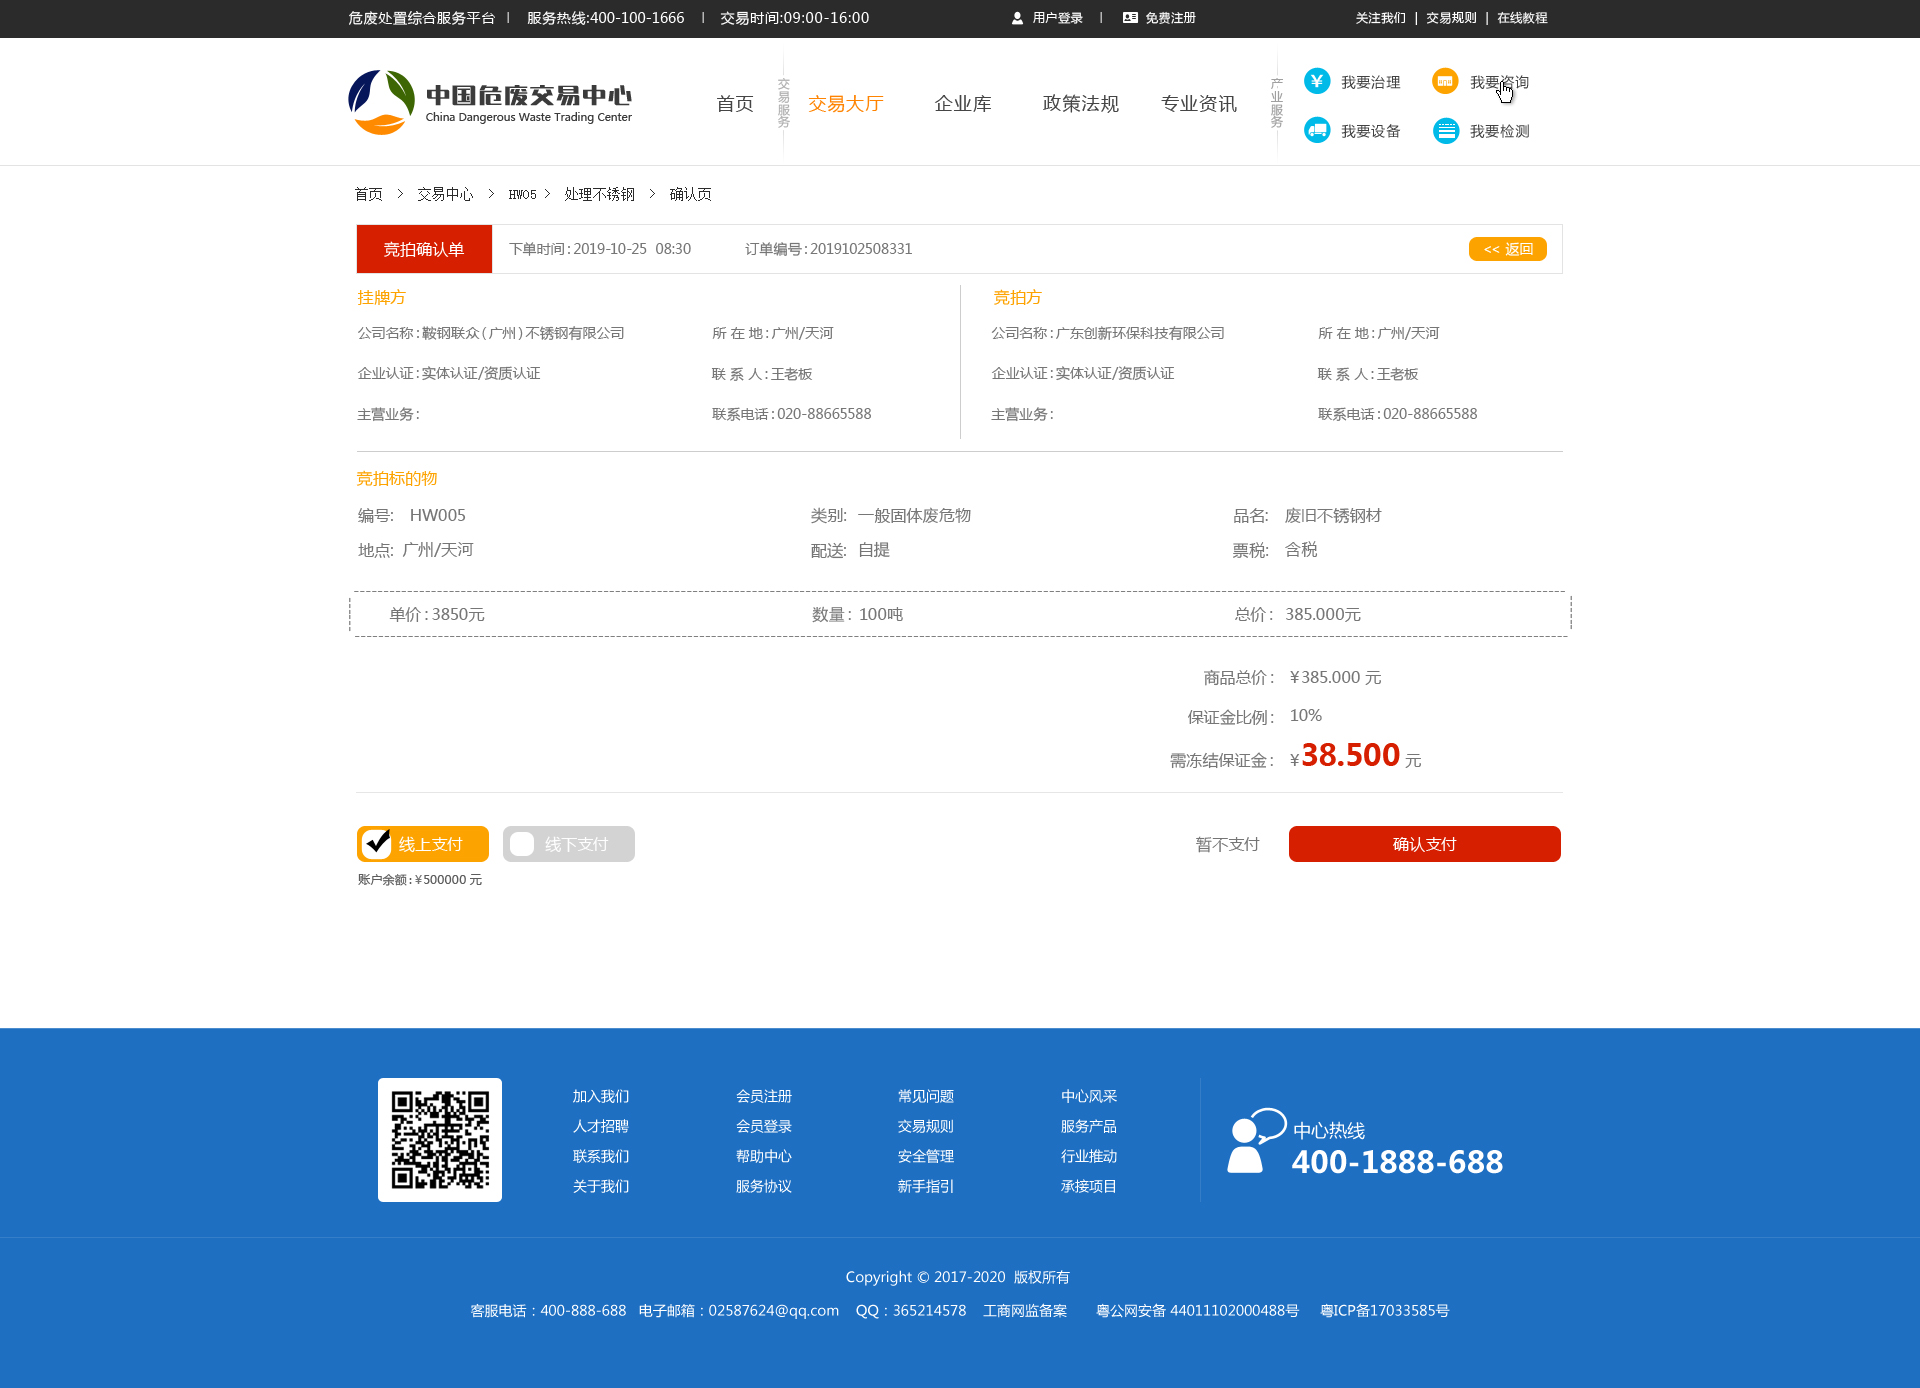 危废处置综合服务平台 | 服务热线:400-100-1666 | 交易时间:09:00-16:00 用户登录 | 免费注册 关注我们 | 交易规则 | 在线教程
中国危废交易中心
China Dangerous Waste Trading Center
首页 交易服务 交易大厅 企业库 政策法规 专业资讯 产业服务
我要治理 我要咨询
我要设备 我要检测
首页 > 交易中心 > HW05 > 处理不锈钢 > 确认页
竞拍确认单 下单时间:2019-10-25 08:30 订单编号:2019102508331 << 返回
挂牌方 竞拍方
公司名称:鞍钢联众(广州)不锈钢有限公司 所 在 地:广州/天河 公司名称:广东创新环保科技有限公司 所 在 地:广州/天河
企业认证:实体认证/资质认证 联 系 人:王老板 企业认证:实体认证/资质认证 联 系 人:王老板
主营业务: 联系电话:020-88665588 主营业务: 联系电话:020-88665588
竞拍标的物
编号: HW005 类别: 一般固体废危物 品名: 废旧不锈钢材
地点: 广州/天河 配送: 自提 票税: 含税
单价:3850元 数量: 100吨 总价: 385.000元
商品总价: ¥385.000 元
保证金比例: 10%
需冻结保证金: ¥38.500 元
线上支付 线下支付 暂不支付 确认支付
账户余额:¥500000 元
加入我们 会员注册 常见问题 中心风采
人才招聘 会员登录 交易规则 服务产品
联系我们 帮助中心 安全管理 行业推动
关于我们 服务协议 新手指引 承接项目
中心热线
400-1888-688
Copyright © 2017-2020 版权所有
客服电话：400-888-688 电子邮箱：02587624@qq.com QQ：365214578 工商网监备案 粤公网安备 44011102000488号 粤ICP备17033585号